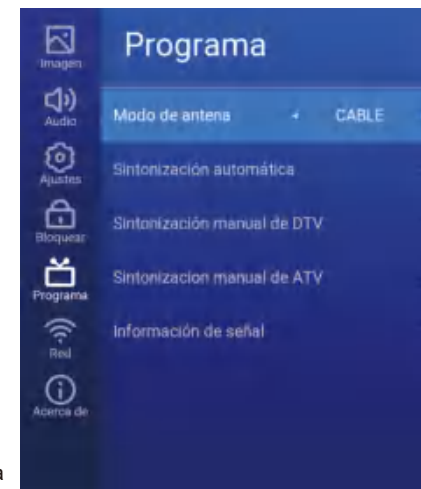 Imagen
Audio
Ajustes
Bloquear
Programa
Red
Acerca de
Programa
Modo de antena CABLE
Sintonización automática
Sintonización manual de DTV
Sintonizacion manual de ATV
Información de señal
a